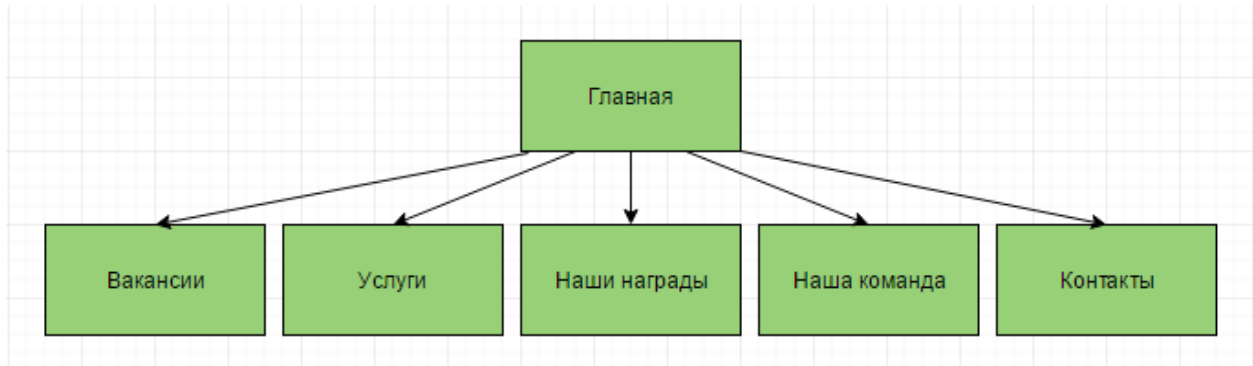 Главная
Вакансии
Услуги
Наши награды
Наша команда
Контакты